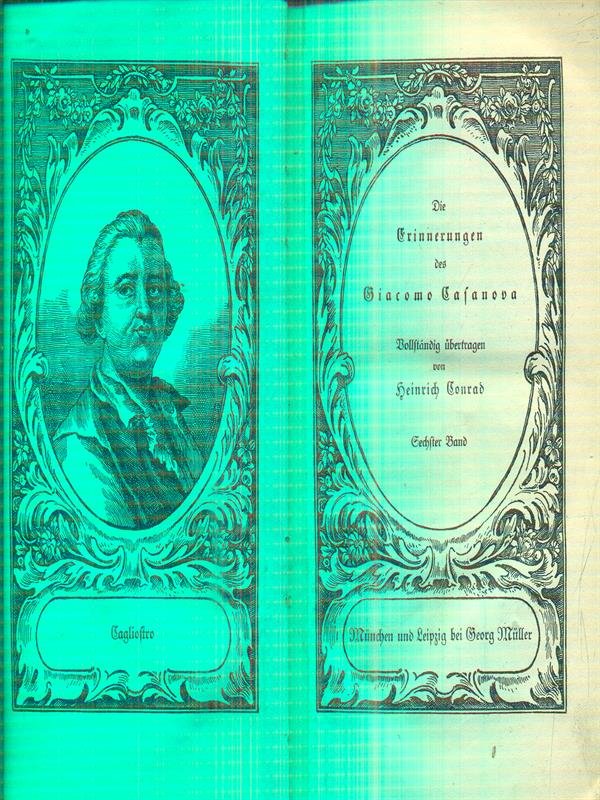 Cagliostro
Die
Erinnerungen
des
Giacomo Casanova
Vollständig übertragen
von
Heinrich Conrad
Sechster Band
München und Leipzig bei Georg Müller